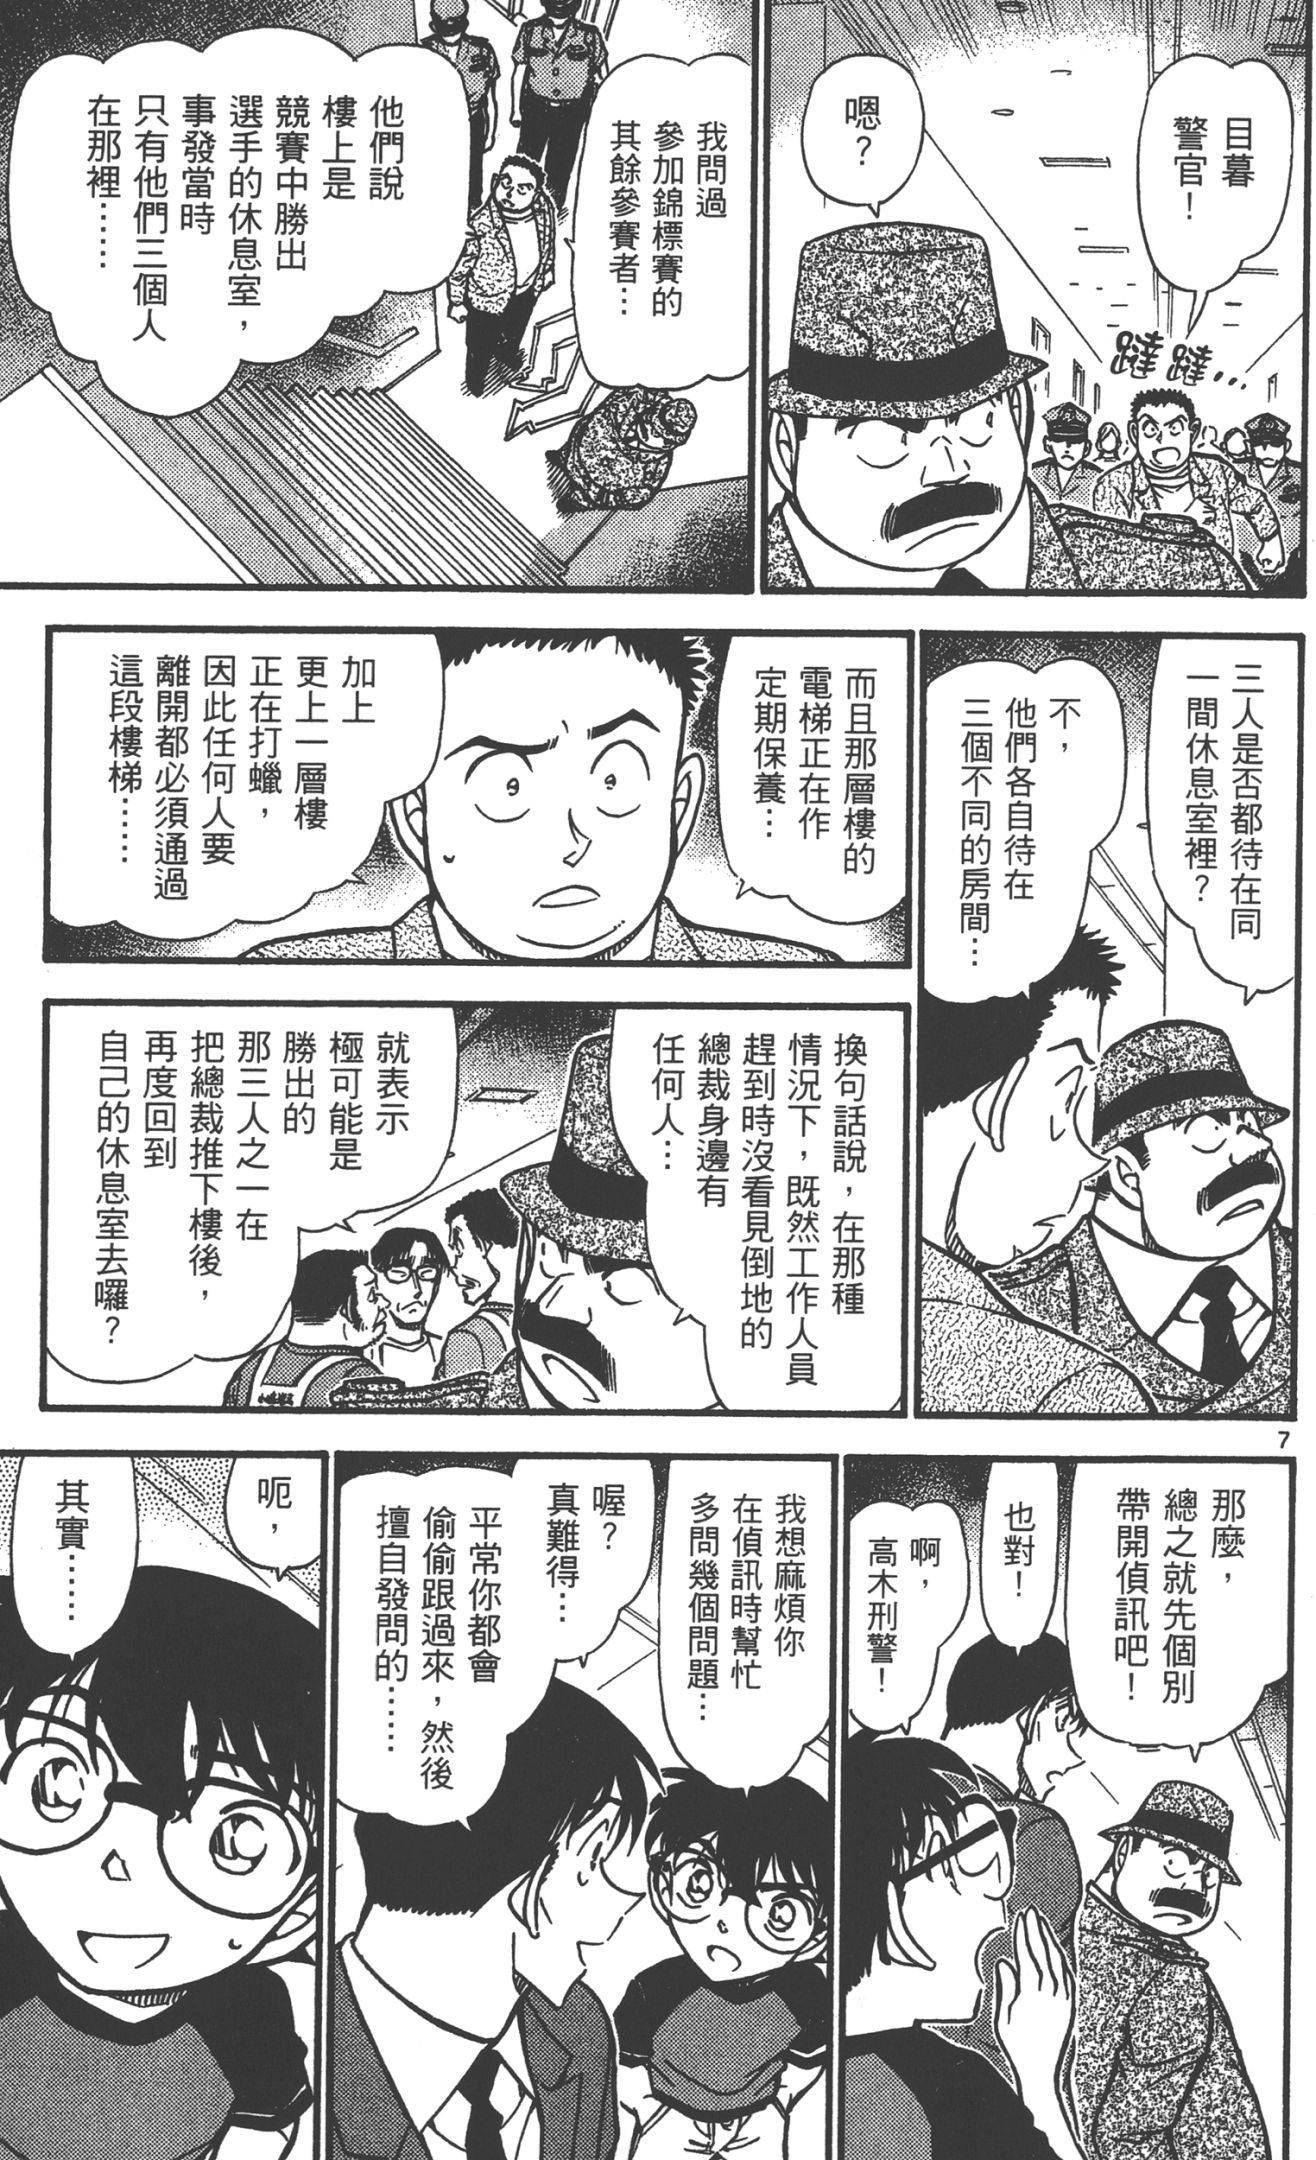 目暮
警官！
躂躂…
嗯？
我問過
參加錦標賽的
其餘參賽者…
他們說
樓上是
競賽中勝出
選手的休息室，
事發當時
只有他們三個人
在那裡……
三人是否都待在同
一間休息室裡？
不，
他們各自待在
三個不同的房間…
而且那層樓的
電梯正在作
定期保養…
加上
更上一層樓
正在打蠟，
因此任何人要
離開都必須通過
這段樓梯……
換句話說，在那種
情況下，既然工作人員
趕到時沒看見倒地的
總裁身邊有
任何人…
就表示
極可能是
勝出的
那三人之一在
把總裁推下樓後，
再度回到
自己的休息室去囉？
7
那麼，
總之就先個別
帶開偵訊吧！
也對！
啊，
高木刑警！
我想麻煩你
在偵訊時幫忙
多問幾個問題…
喔？
真難得…
平常你都會
偷偷跟過來，然後
擅自發問的……
呃，
其實……